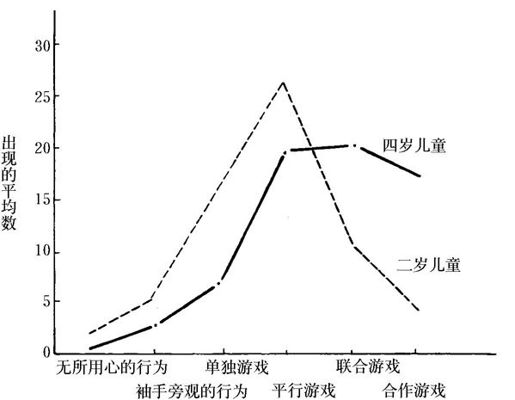 出现的平均数
30
25
20
15
10
5
0
四岁儿童
二岁儿童
无所用心的行为
袖手旁观的行为
单独游戏
平行游戏
联合游戏
合作游戏